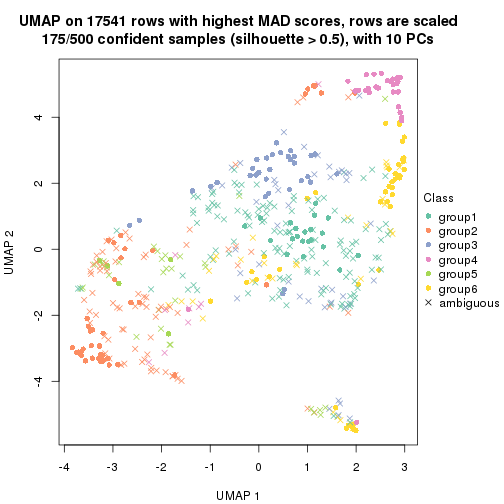 UMAP on 17541 rows with highest MAD scores, rows are scaled
175/500 confident samples (silhouette > 0.5), with 10 PCs
4
2
0
-2
-4
UMAP 2
-4
-3
-2
-1
0
1
2
3
UMAP 1
Class
group1
group2
group3
group4
group5
group6
ambiguous